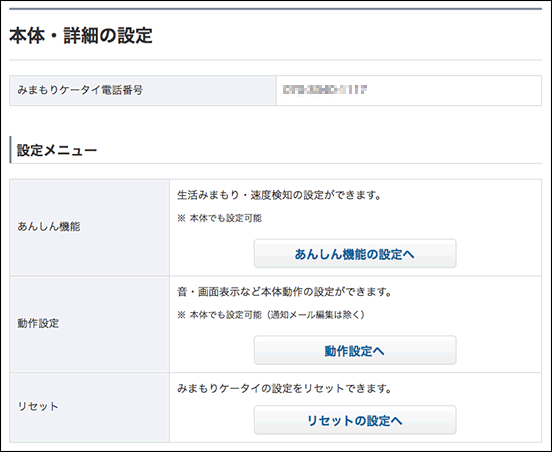 本体・詳細の設定
みまもりケータイ電話番号
設定メニュー
あんしん機能
生活みまもり・速度検知の設定ができます。
※ 本体でも設定可能
あんしん機能の設定へ
動作設定
音・画面表示など本体動作の設定ができます。
※ 本体でも設定可能（通知メール編集は除く）
動作設定へ
リセット
みまもりケータイの設定をリセットできます。
リセットの設定へ